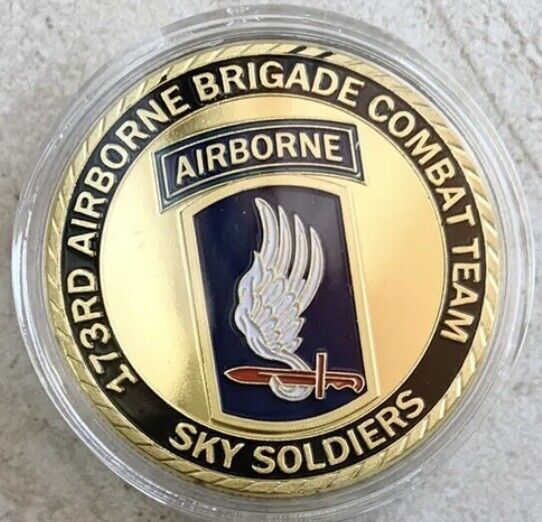 173RD AIRBORNE BRIGADE COMBAT TEAM
AIRBORNE
SKY SOLDIERS